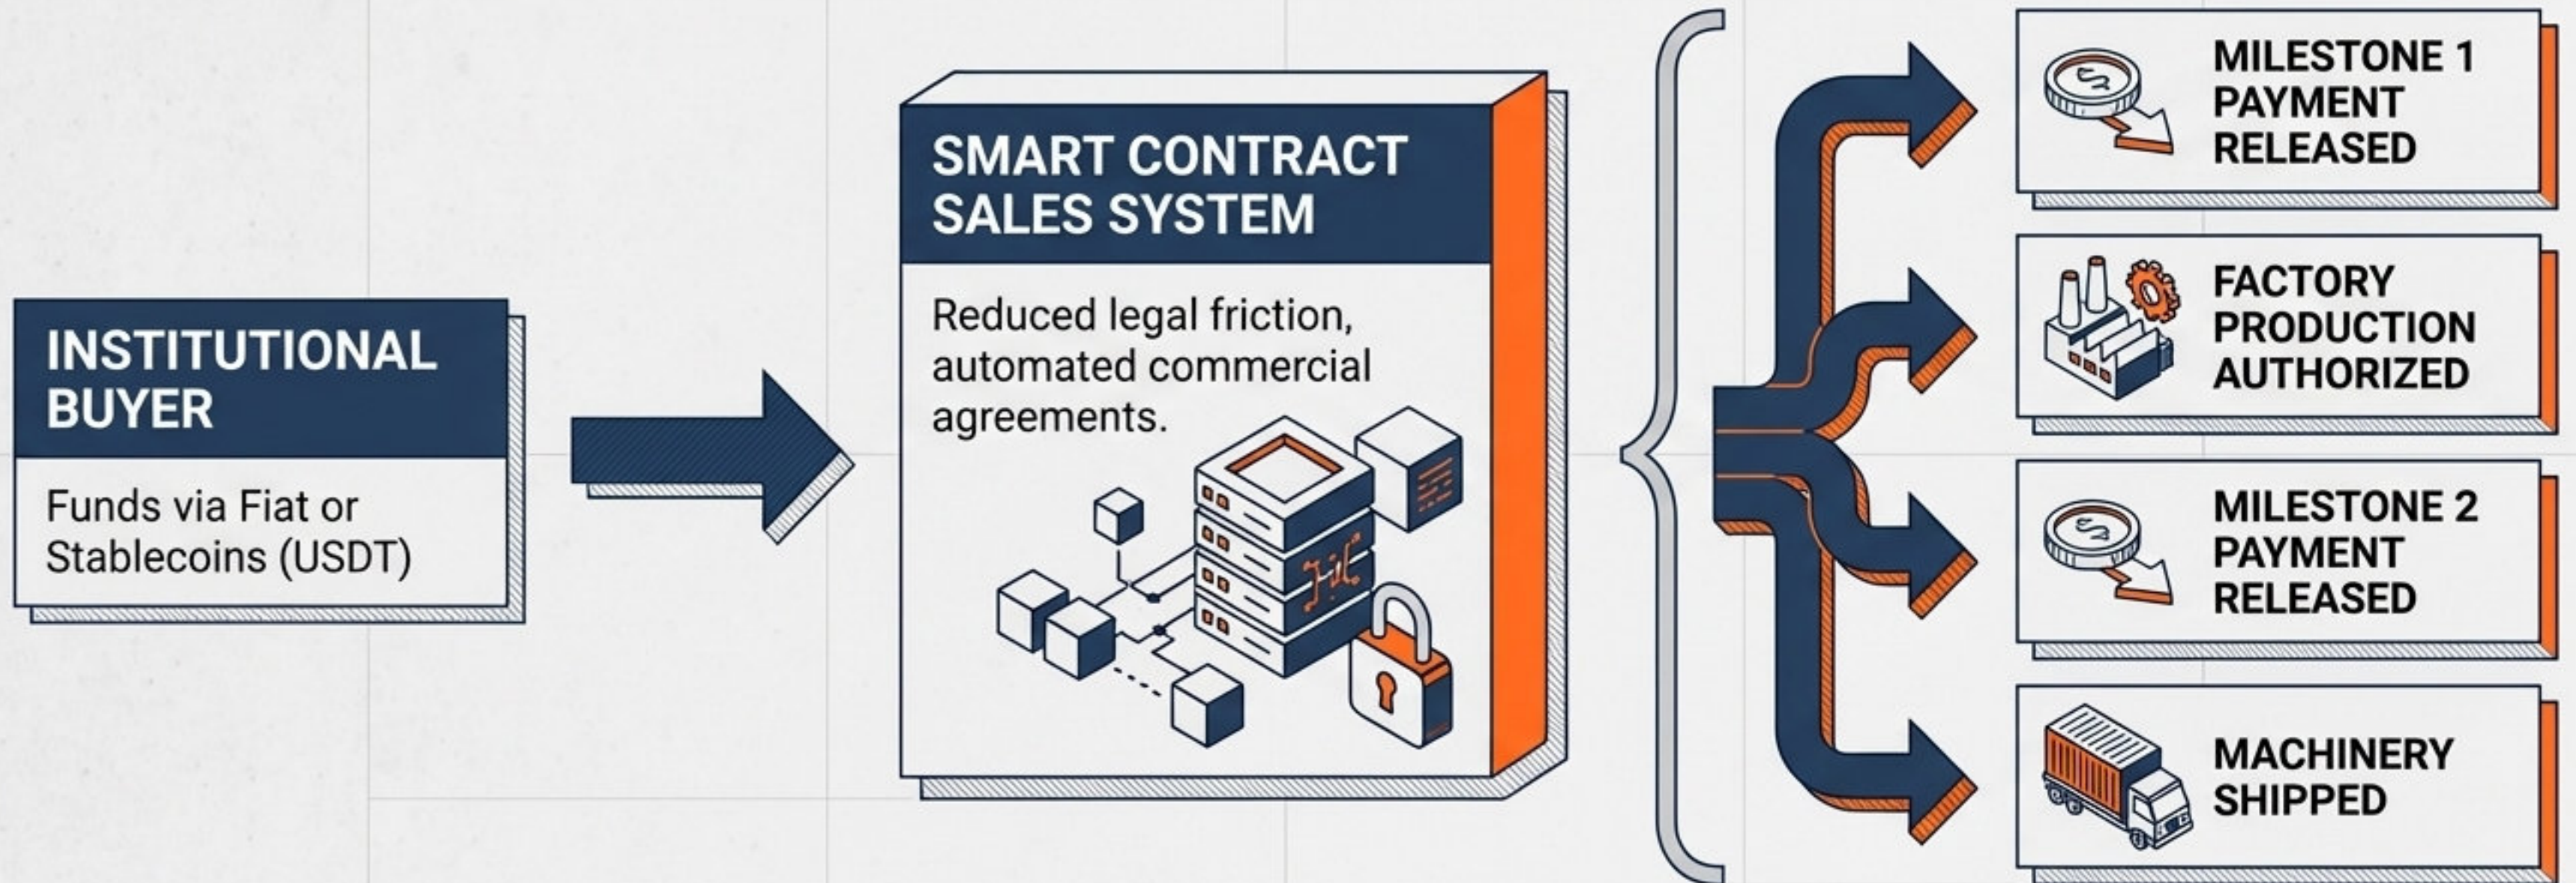 INSTITUTIONAL
BUYER
Funds via Fiat or
Stablecoins (USDT)
SMART CONTRACT
SALES SYSTEM
Reduced legal friction,
automated commercial
agreements.
MILESTONE 1
PAYMENT
RELEASED
FACTORY
PRODUCTION
AUTHORIZED
MILESTONE 2
PAYMENT
RELEASED
MACHINERY
SHIPPED